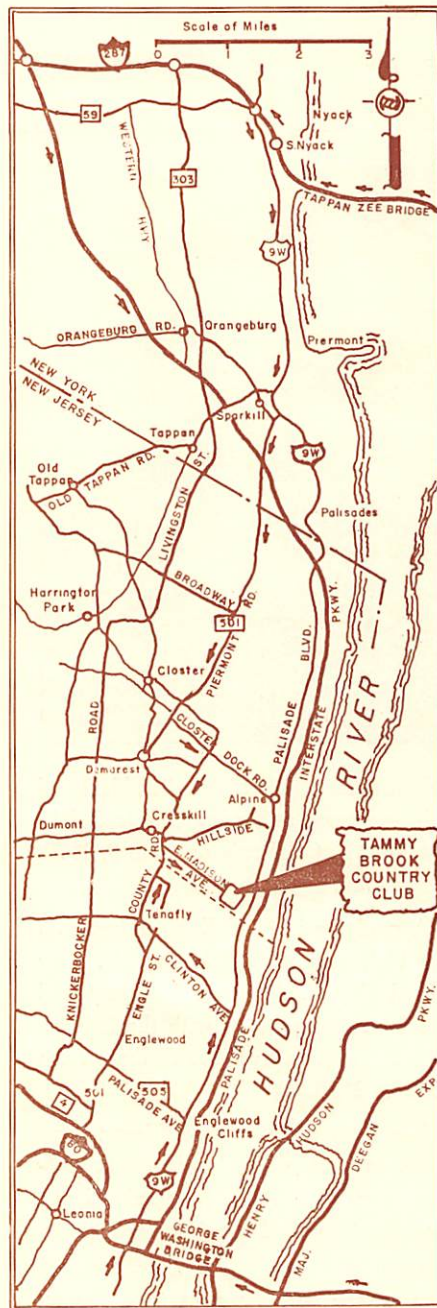 Scale of Miles
0 1 2 3
287
59
WESTERN HWY
303
Nyack
S. Nyack
TAPPAN ZEE BRIDGE
9W
ORANGEBURG RD.
Orangeburg
Piermont
NEW YORK
NEW JERSEY
Sparkill
Tappan
9W
Old Tappan
OLD TAPPAN RD.
LIVINGSTON ST.
Palisades
BROADWAY
Harrington Park
501
PIERMONT RD.
PALISADE BLVD.
INTERSTATE PKWY.
RIVER
Closter
CLOSTER DOCK RD.
ROAD
Demarest
Alpine
Dumont
Cresskill
HILLSIDE
E. MADISON AVE.
TAMMY
BROOK
COUNTRY
CLUB
COUNTY RD.
Tenafly
KNICKERBOCKER
ENGLE ST.
CLINTON AVE.
HUDSON
PKWY.
Englewood
PALISADE
4
501
505
PALISADE AVE.
Englewood
Cliffs
HUDSON
EXP.
DEEGAN
80
9W
Leonia
GEORGE
WASHINGTON
BRIDGE
HENRY
MAJ.